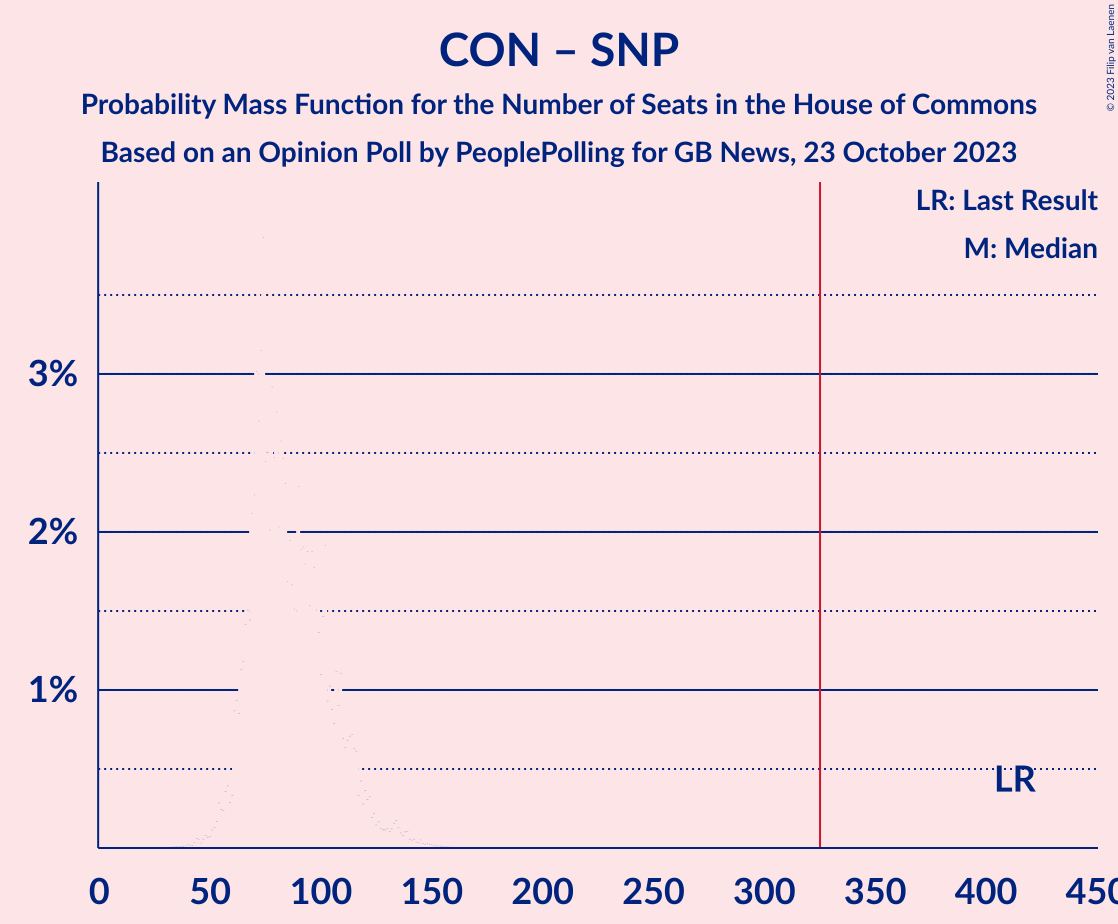 CON – SNP
Probability Mass Function for the Number of Seats in the House of Commons
Based on an Opinion Poll by PeoplePolling for GB News, 23 October 2023
© 2023 Filip van Laenen
LR: Last Result
M: Median
3%
2%
1%
LR
0 50 100 150 200 250 300 350 400 450